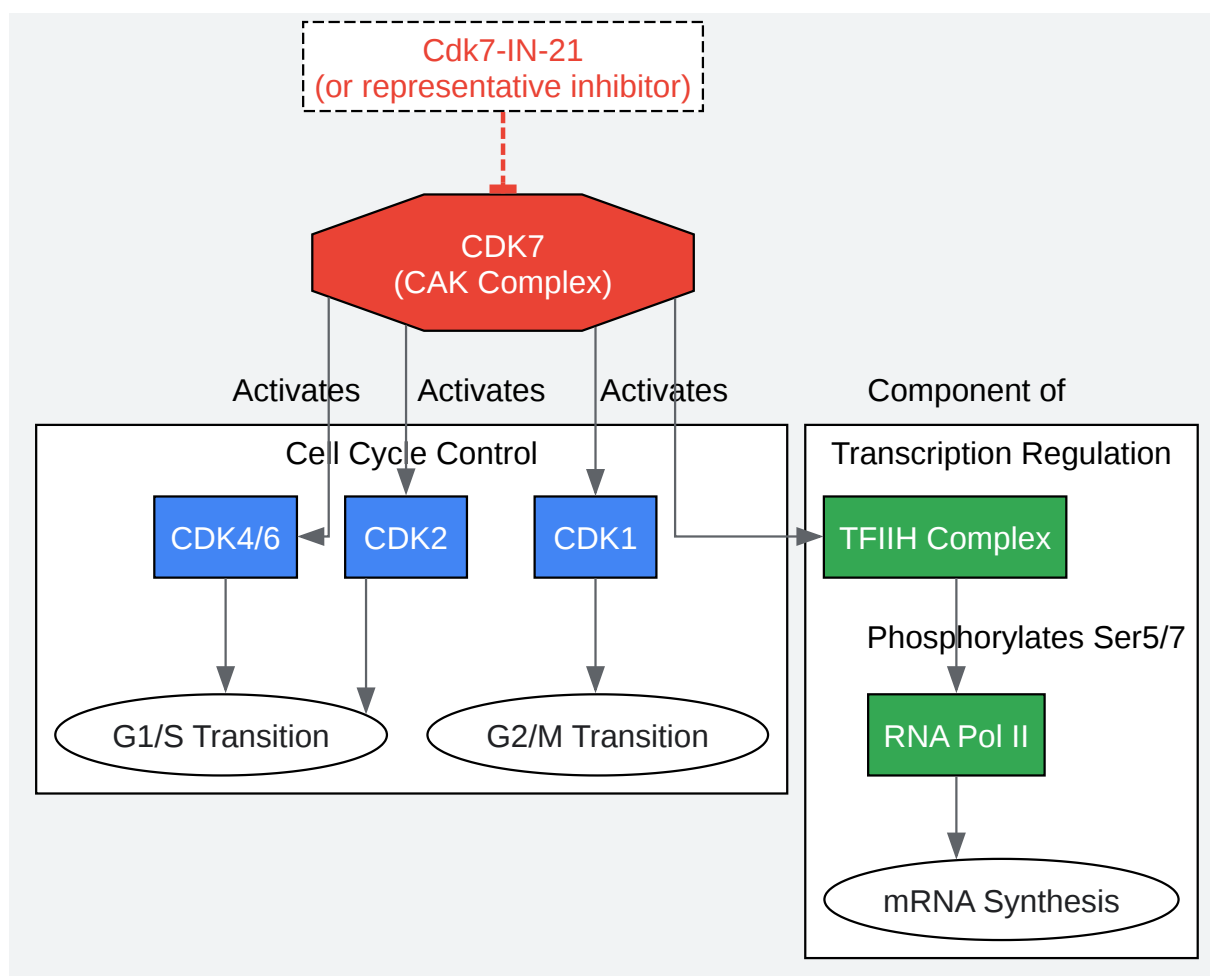 Cdk7-IN-21
(or representative inhibitor)
CDK7
(CAK Complex)
Activates
Activates
Activates
Component of
Cell Cycle Control
Transcription Regulation
CDK4/6
CDK2
CDK1
TFIIH Complex
Phosphorylates Ser5/7
G1/S Transition
G2/M Transition
RNA Pol II
mRNA Synthesis